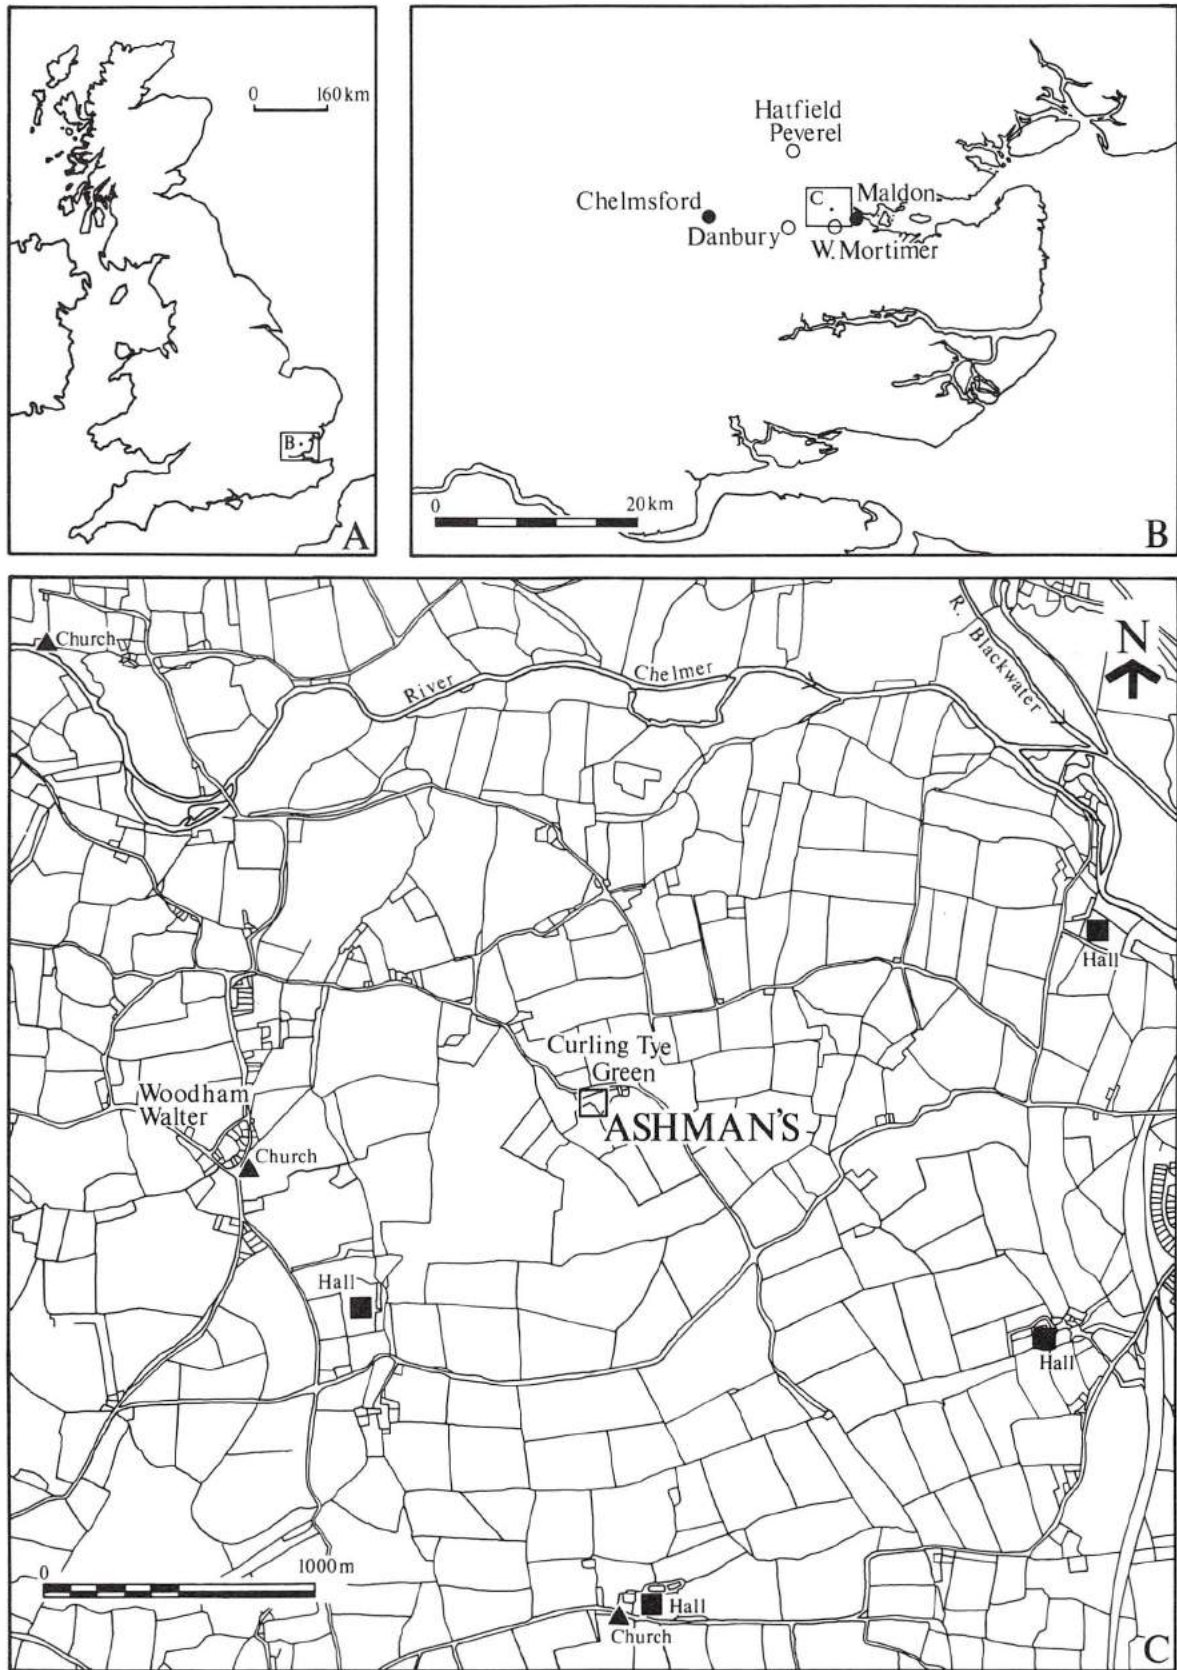 0 160 km
B
A
Hatfield
Peverel
C
Maldon
Chelmsford
Danbury
W. Mortimer
0 20 km
B
Church
River Chelmer
R. Blackwater
N
Hall
Curling Tye
Green
ASHMAN'S
Woodham
Walter
Church
Hall
Hall
0 1000 m
Hall
Church
C